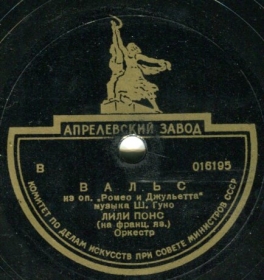 АПРЕЛЕВСКИЙ ЗАВОД
В 016195
ВАЛЬС
из оп. „Ромео и Джульетта"
музыка Ш. Гуно
ЛИЛИ ПОНС
(на франц. яз.)
Оркестр
КОМИТЕТ ПО ДЕЛАМ ИСКУССТВ ПРИ СОВЕТЕ МИНИСТРОВ СССР